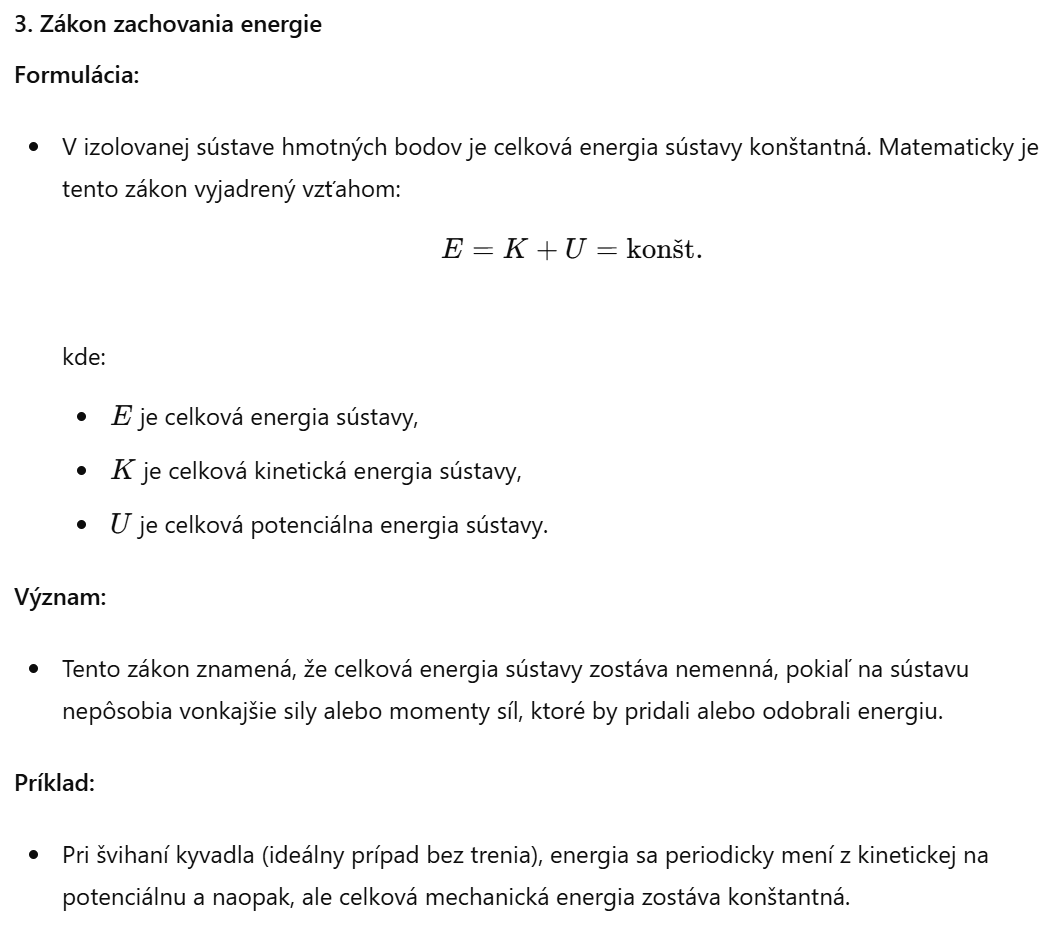 3. Zákon zachovania energie
Formulácia:
• V izolovanej sústave hmotných bodov je celková energia sústavy konštantná. Matematicky je
tento zákon vyjadrený vzťahom:
E = K + U = konšt.
kde:
• E je celková energia sústavy,
• K je celková kinetická energia sústavy,
• U je celková potenciálna energia sústavy.
Význam:
• Tento zákon znamená, že celková energia sústavy zostáva nemenná, pokiaľ na sústavu
nepôsobia vonkajšie sily alebo momenty síl, ktoré by pridali alebo odobrali energiu.
Príklad:
• Pri švihaní kyvadla (ideálny prípad bez trenia), energia sa periodicky mení z kinetickej na
potenciálnu a naopak, ale celková mechanická energia zostáva konštantná.